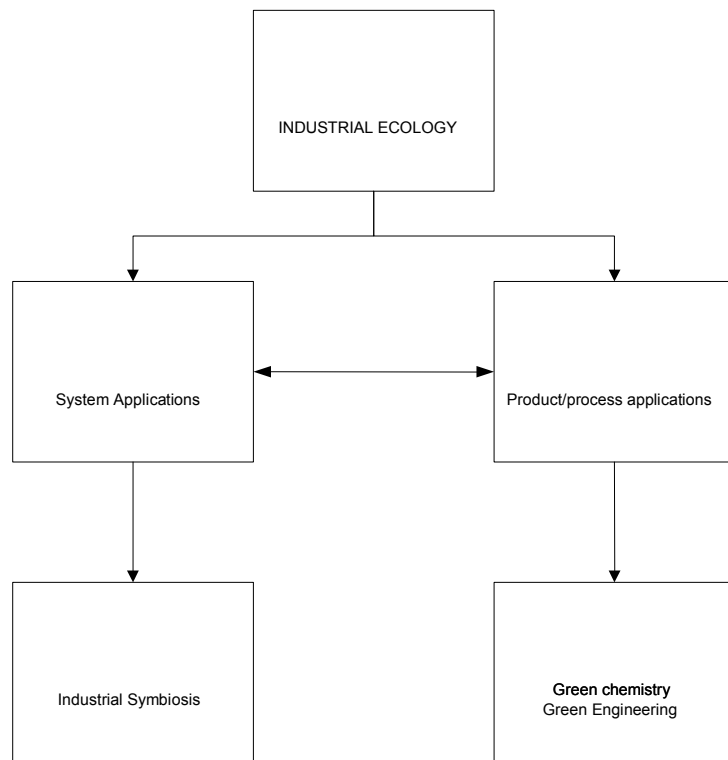 INDUSTRIAL ECOLOGY
System Applications
Product/process applications
Industrial Symbiosis
Green chemistry
Green Engineering